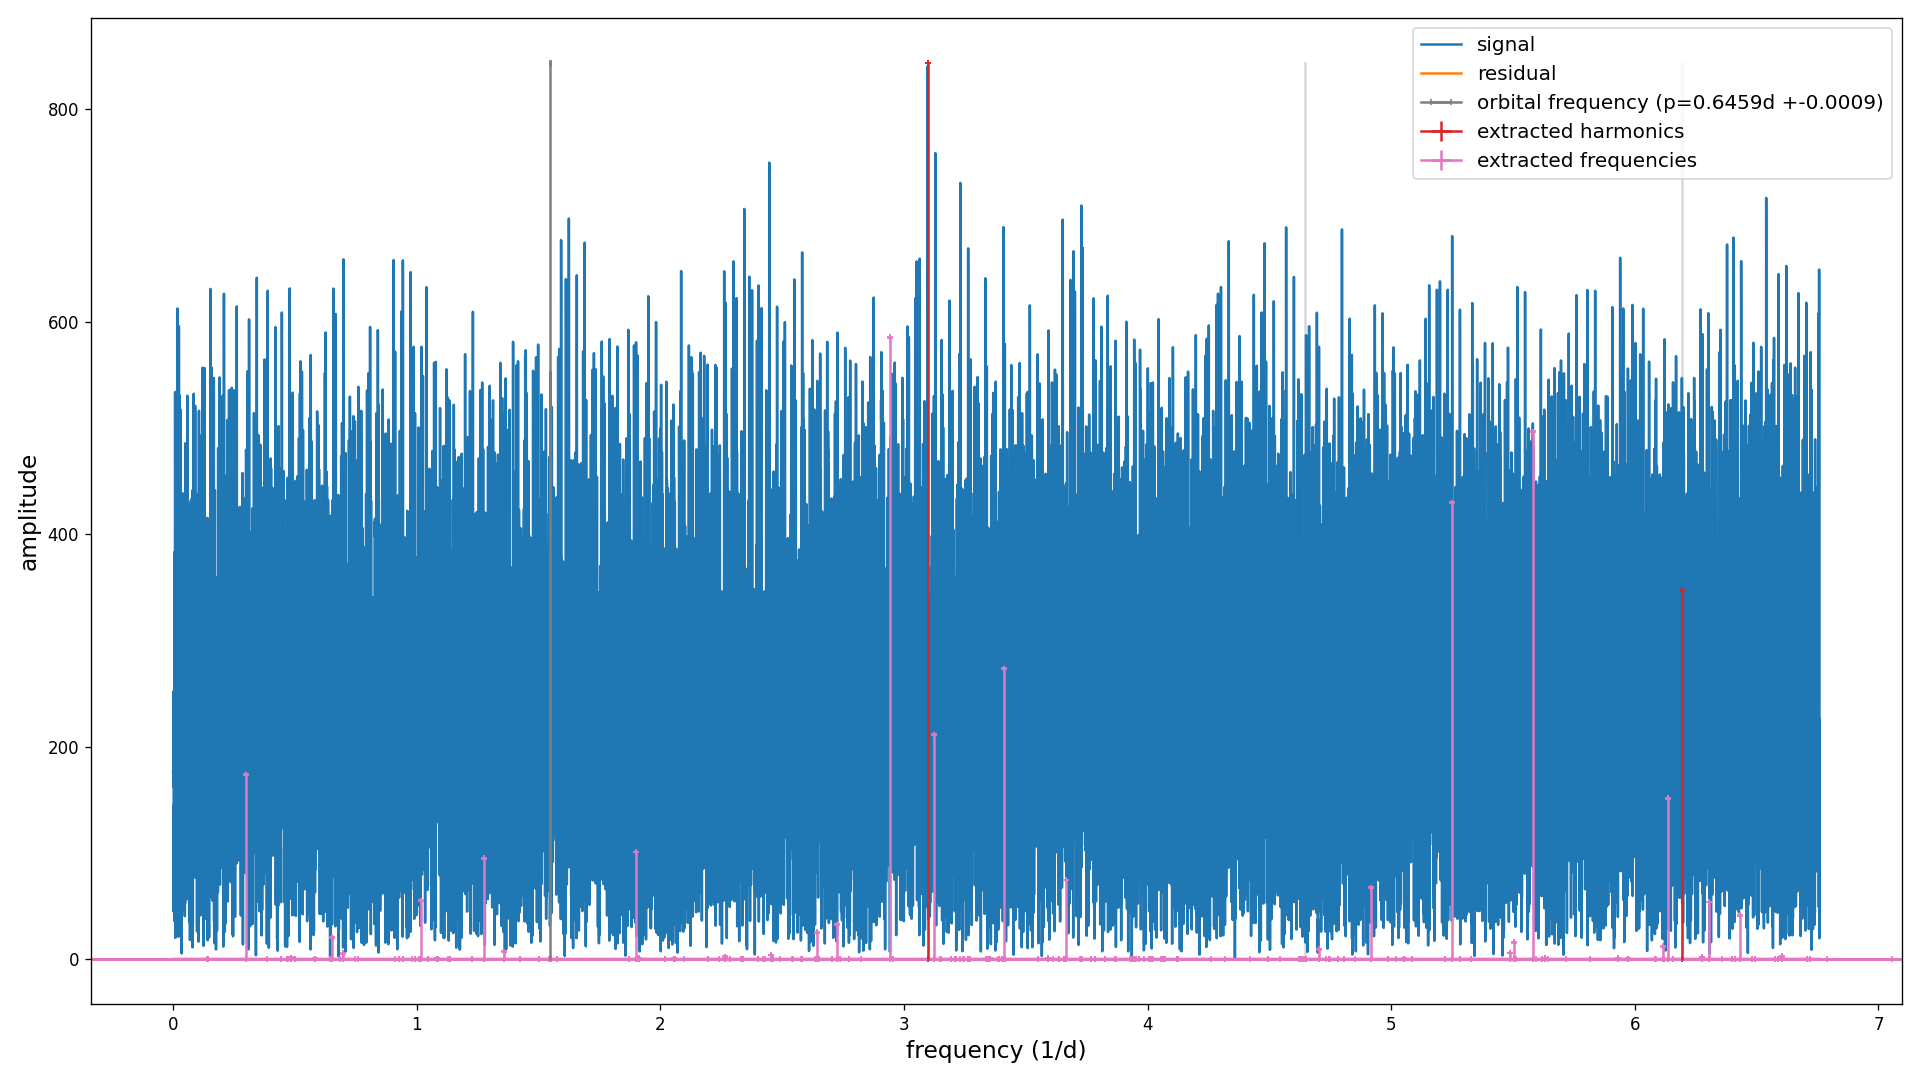 signal
residual
orbital frequency (p=0.6459d +-0.0009)
extracted harmonics
extracted frequencies
amplitude
800
600
400
200
0
0 1 2 3 4 5 6 7
frequency (1/d)